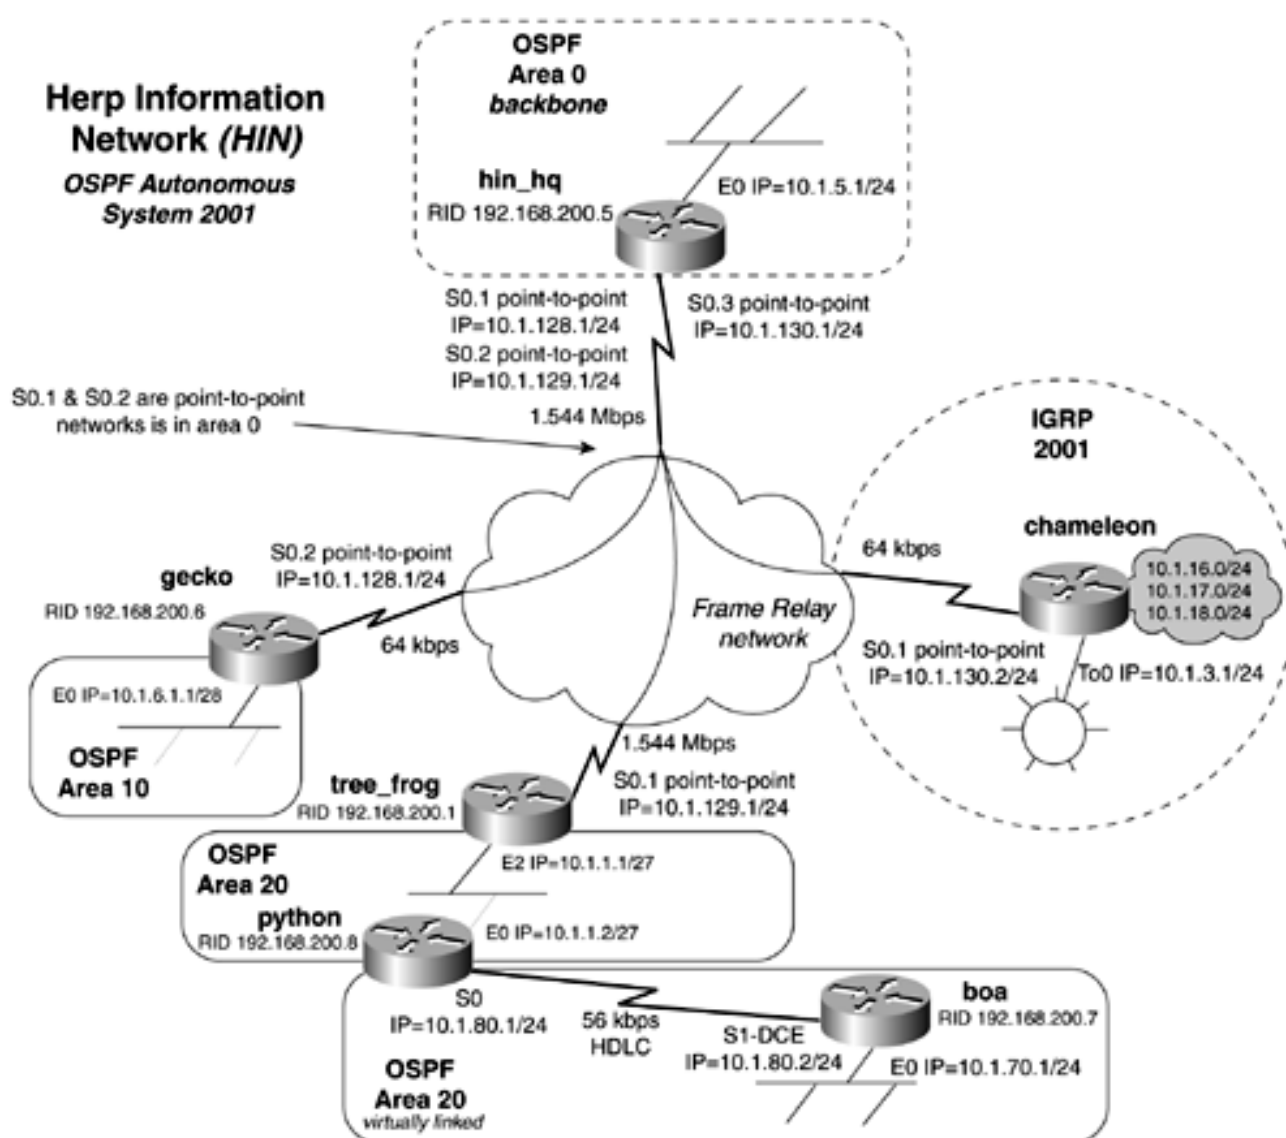 Herp Information
Network (HIN)
OSPF Autonomous
System 2001
OSPF
Area 0
backbone
hin_hq
RID 192.168.200.5
E0 IP=10.1.5.1/24
S0.1 point-to-point
IP=10.1.128.1/24
S0.2 point-to-point
IP=10.1.129.1/24
1.544 Mbps
S0.3 point-to-point
IP=10.1.130.1/24
S0.1 & S0.2 are point-to-point
networks is in area 0
IGRP
2001
chameleon
10.1.16.0/24
10.1.17.0/24
10.1.18.0/24
64 kbps
S0.1 point-to-point
IP=10.1.130.2/24
To0 IP=10.1.3.1/24
Frame Relay
network
S0.2 point-to-point
IP=10.1.128.1/24
gecko
RID 192.168.200.6
64 kbps
E0 IP=10.1.6.1.1/28
OSPF
Area 10
1.544 Mbps
S0.1 point-to-point
IP=10.1.129.1/24
tree_frog
RID 192.168.200.1
E2 IP=10.1.1.1/27
OSPF
Area 20
python
RID 192.168.200.8
E0 IP=10.1.1.2/27
S0
IP=10.1.80.1/24
56 kbps
HDLC
boa
RID 192.168.200.7
S1-DCE
IP=10.1.80.2/24
E0 IP=10.1.70.1/24
OSPF
Area 20
virtually linked